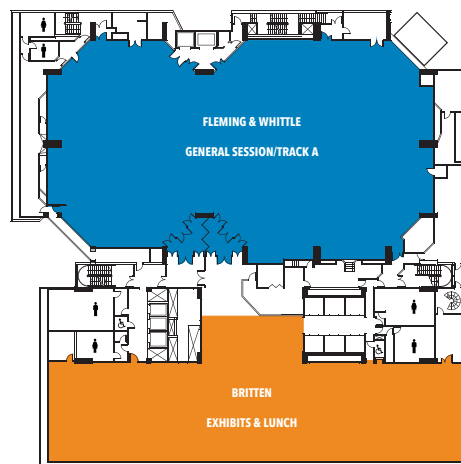 FLEMING & WHITTLE
GENERAL SESSION/TRACK A
BRITTEN
EXHIBITS & LUNCH